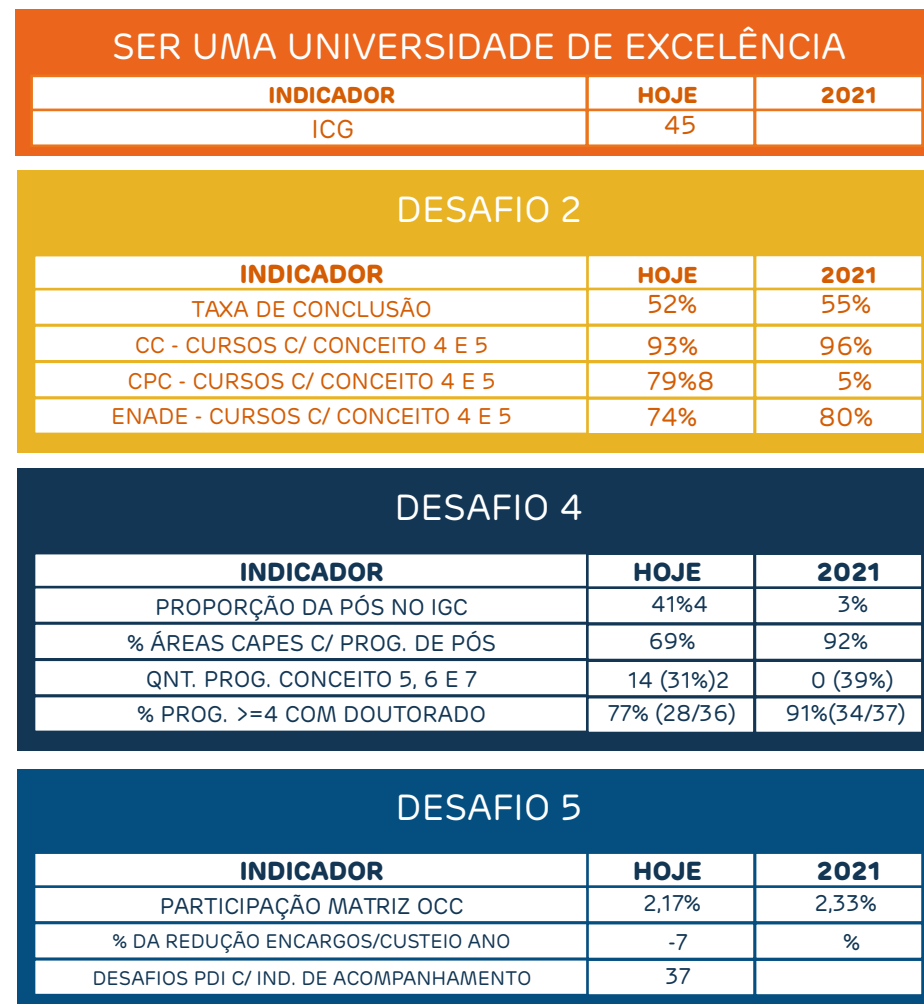 SER UMA UNIVERSIDADE DE EXCELÊNCIA
INDICADOR HOJE 2021
ICG 45
DESAFIO 2
INDICADOR HOJE 2021
TAXA DE CONCLUSÃO 52% 55%
CC - CURSOS C/ CONCEITO 4 E 5 93% 96%
CPC - CURSOS C/ CONCEITO 4 E 5 79%8 5%
ENADE - CURSOS C/ CONCEITO 4 E 5 74% 80%
DESAFIO 4
INDICADOR HOJE 2021
PROPORÇÃO DA PÓS NO IGC 41%4 3%
% ÁREAS CAPES C/ PROG. DE PÓS 69% 92%
QNT. PROG. CONCEITO 5, 6 E 7 14 (31%)2 0 (39%)
% PROG. >=4 COM DOUTORADO 77% (28/36) 91%(34/37)
DESAFIO 5
INDICADOR HOJE 2021
PARTICIPAÇÃO MATRIZ OCC 2,17% 2,33%
% DA REDUÇÃO ENCARGOS/CUSTEIO ANO -7 %
DESAFIOS PDI C/ IND. DE ACOMPANHAMENTO 37